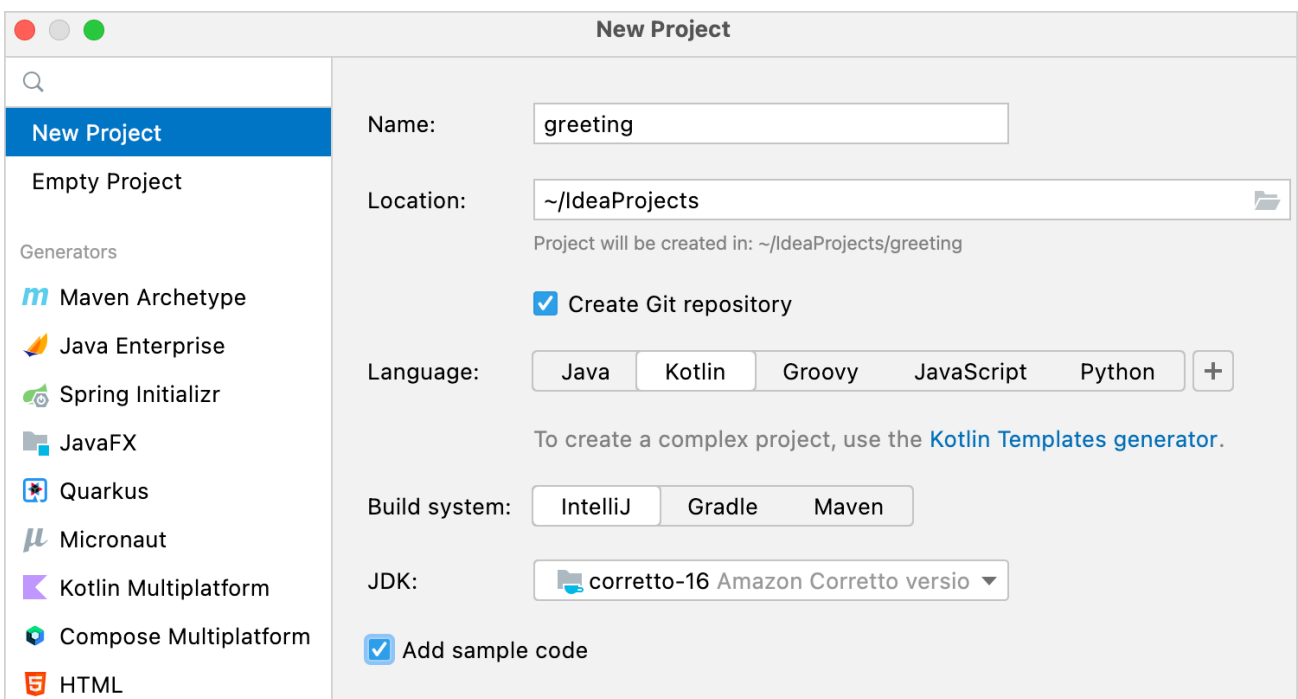 New Project
New Project
Empty Project
Generators
Maven Archetype
Java Enterprise
Spring Initializr
JavaFX
Quarkus
Micronaut
Kotlin Multiplatform
Compose Multiplatform
HTML
Name: greeting
Location: ~/IdeaProjects
Project will be created in: ~/IdeaProjects/greeting
Create Git repository
Language: Java Kotlin Groovy JavaScript Python +
To create a complex project, use the Kotlin Templates generator.
Build system: IntelliJ Gradle Maven
JDK: corretto-16 Amazon Corretto versio
Add sample code